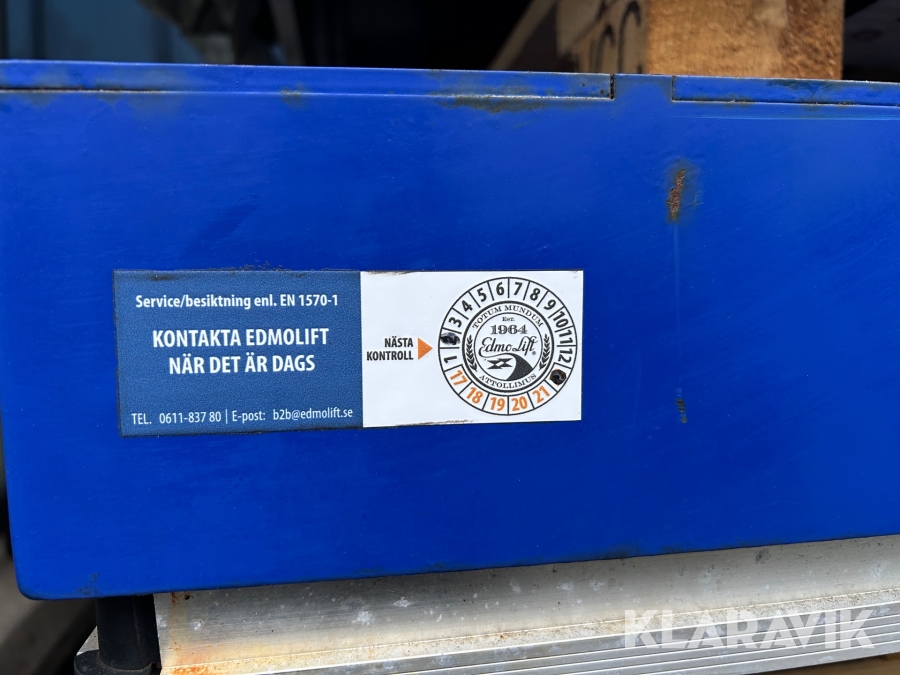 Service/besiktning enl. EN 1570-1
KONTAKTA EDMOLIFT
NÄR DET ÄR DAGS
TEL. 0611-837 80 | E-post: b2b@edmolift.se
NÄSTA
KONTROLL
1 3 4 5 6 7 8 9 10 11 12
17 18 19 20 21
TOTUM MUNDUM
EST.
1964
EdmoLift®
ATTOLLIMUS
KLARAVIK